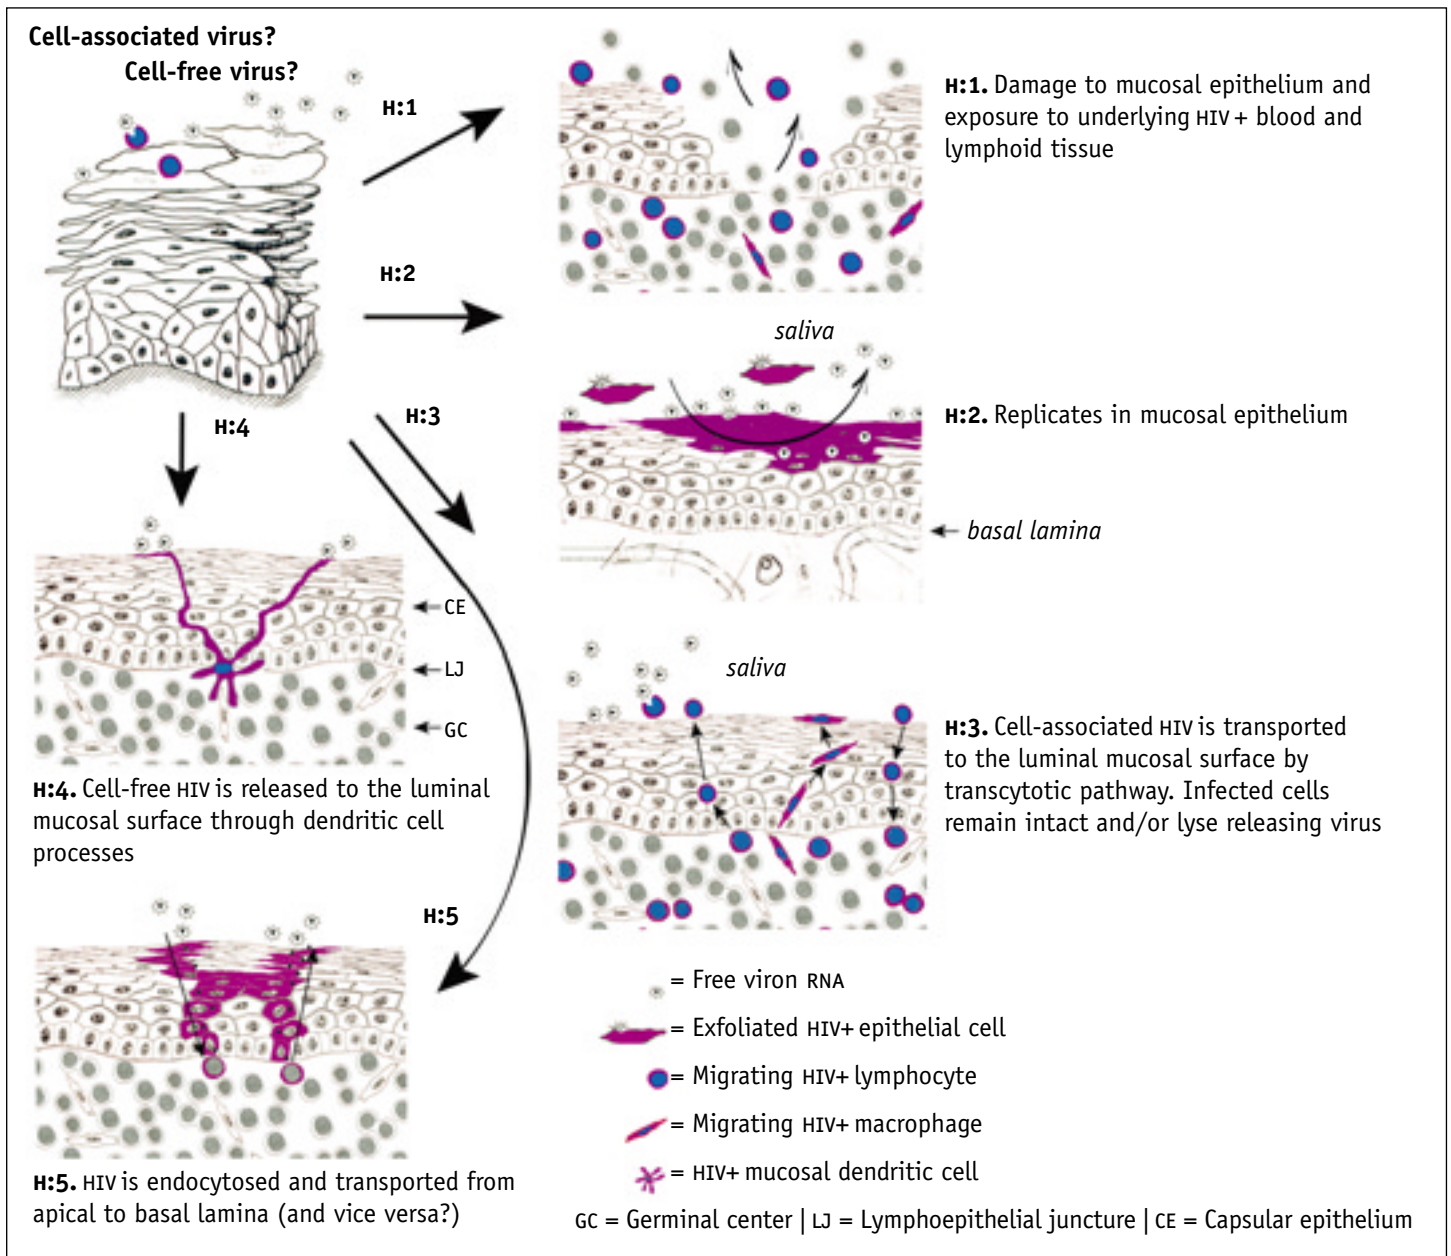 Cell-associated virus?
Cell-free virus?
H:1
H:2
H:3
H:4
H:5
H:1. Damage to mucosal epithelium and
exposure to underlying HIV + blood and
lymphoid tissue
saliva
H:2. Replicates in mucosal epithelium
basal lamina
CE
LJ
GC
H:4. Cell-free HIV is released to the luminal
mucosal surface through dendritic cell
processes
saliva
H:3. Cell-associated HIV is transported
to the luminal mucosal surface by
transcytotic pathway. Infected cells
remain intact and/or lyse releasing virus
H:5. HIV is endocytosed and transported from
apical to basal lamina (and vice versa?)
= Free viron RNA
= Exfoliated HIV+ epithelial cell
= Migrating HIV+ lymphocyte
= Migrating HIV+ macrophage
= HIV+ mucosal dendritic cell
GC = Germinal center | LJ = Lymphoepithelial juncture | CE = Capsular epithelium